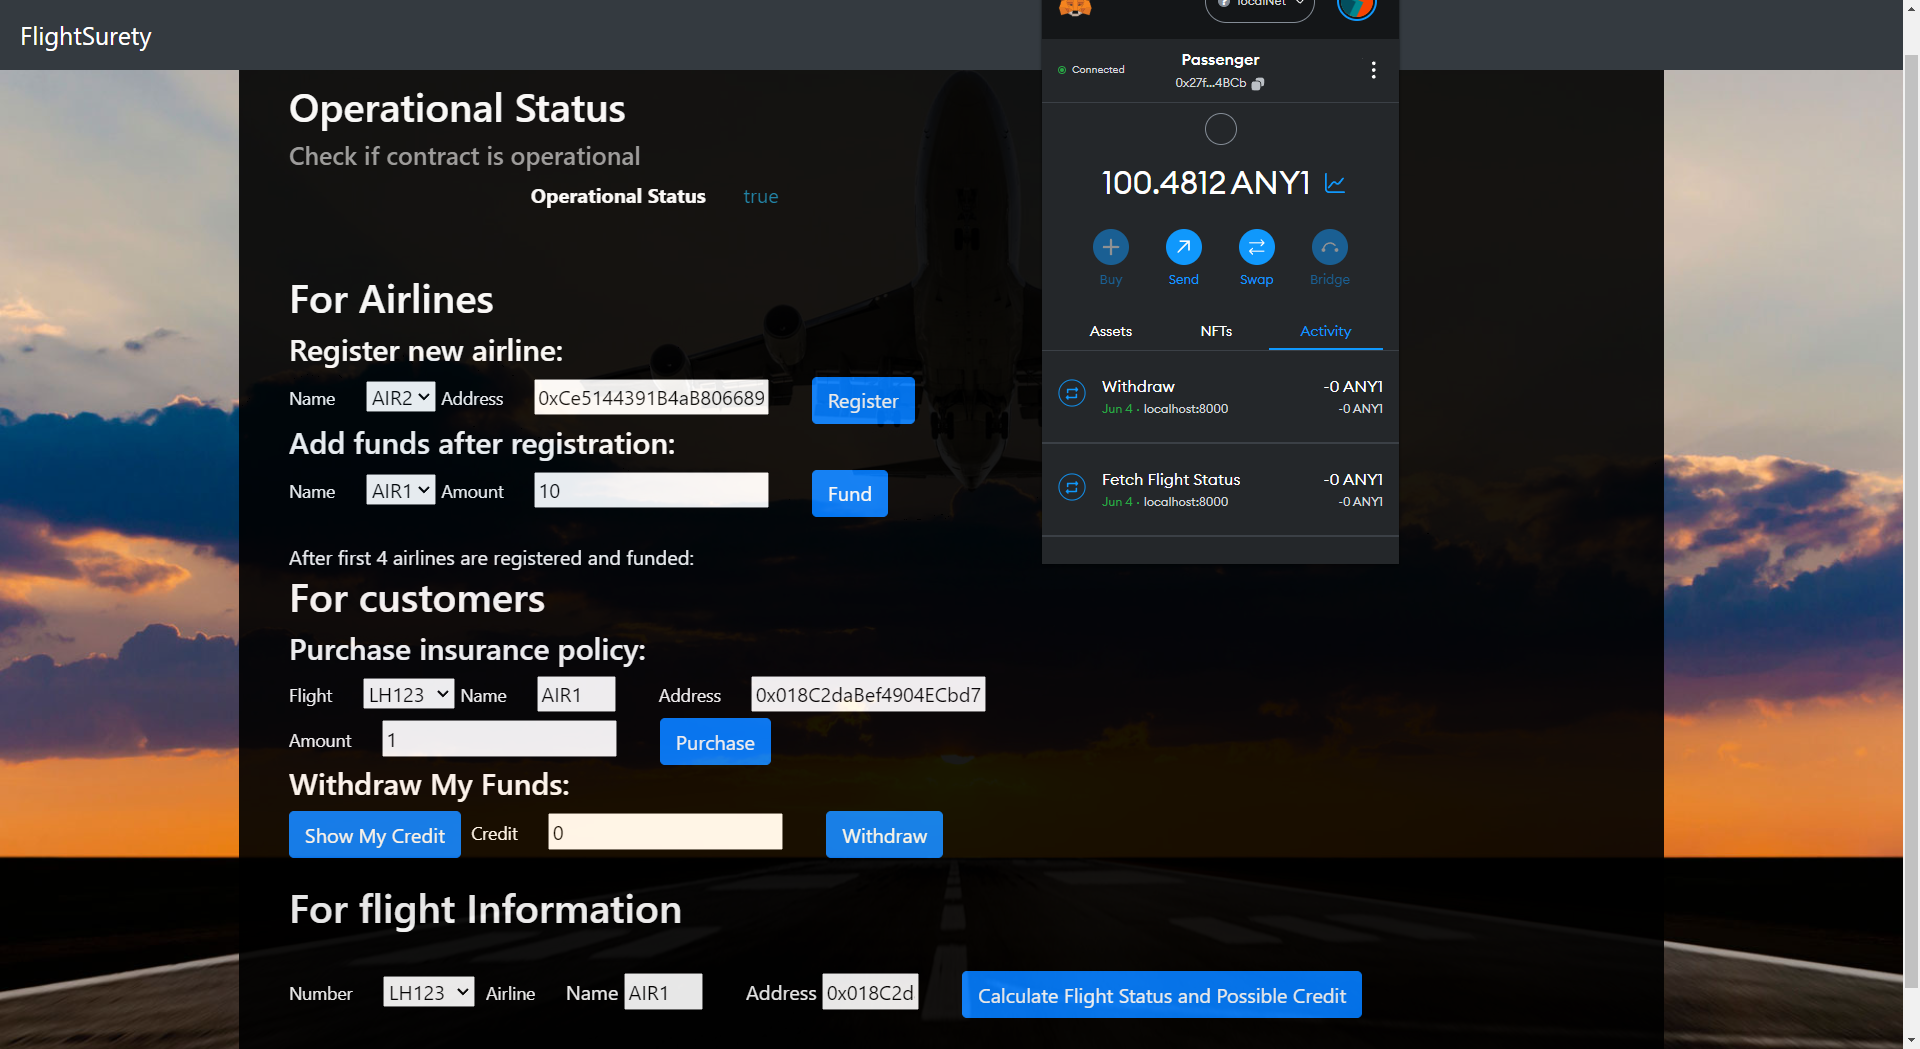 FlightSurety
Operational Status
Check if contract is operational
Operational Status true
For Airlines
Register new airline:
Name AIR2 Address 0xCe5144391B4aB806689 Register
Add funds after registration:
Name AIR1 Amount 10 Fund
After first 4 airlines are registered and funded:
For customers
Purchase insurance policy:
Flight LH123 Name AIR1 Address 0x018C2daBef4904ECbd7
Amount 1 Purchase
Withdraw My Funds:
Show My Credit Credit 0 Withdraw
For flight Information
Number LH123 Airline Name AIR1 Address 0x018C2d Calculate Flight Status and Possible Credit
localNet
Connected
Passenger
0x27f...4BCb
100.4812 ANY1
Buy Send Swap Bridge
Assets NFTs Activity
Withdraw -0 ANY1
Jun 4 · localhost:8000 -0 ANY1
Fetch Flight Status -0 ANY1
Jun 4 · localhost:8000 -0 ANY1